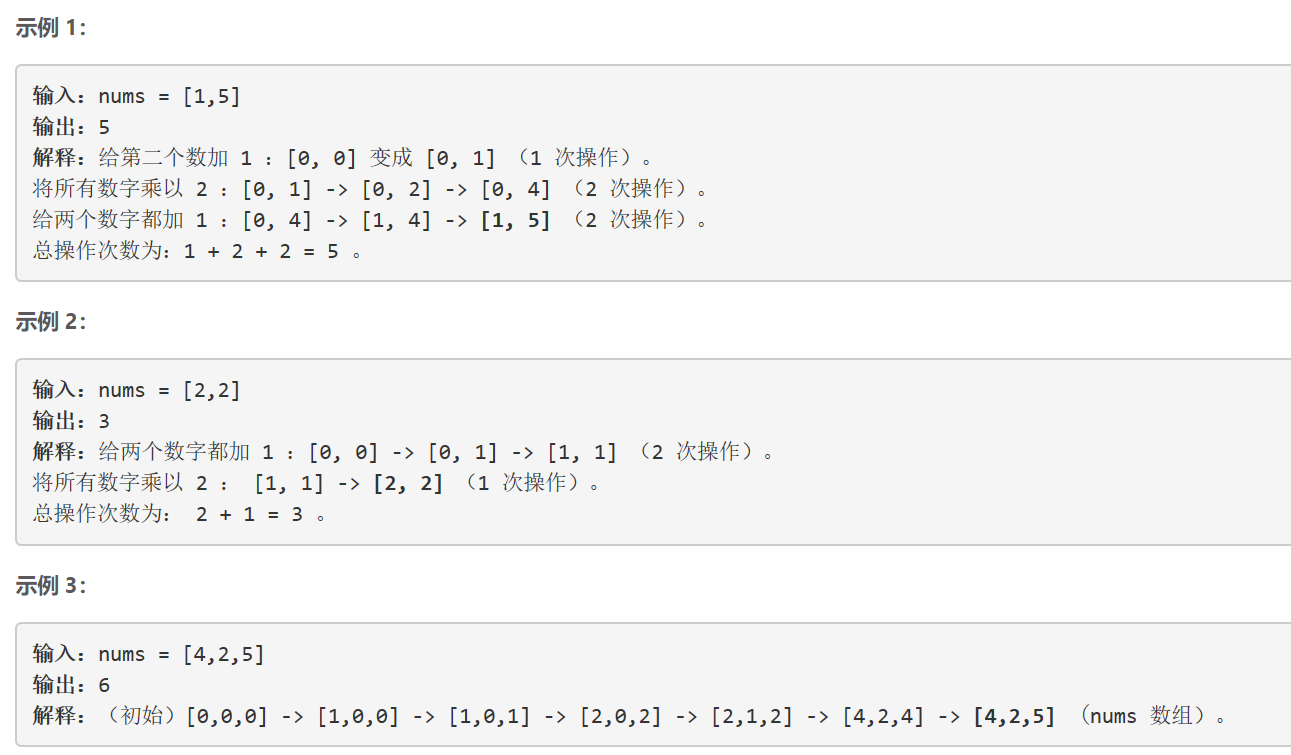 示例 1：
输入：nums = [1,5]
输出：5
解释：给第二个数加 1 ：[0, 0] 变成 [0, 1] （1 次操作）。
将所有数字乘以 2 ：[0, 1] -> [0, 2] -> [0, 4] （2 次操作）。
给两个数字都加 1 ：[0, 4] -> [1, 4] -> [1, 5] （2 次操作）。
总操作次数为：1 + 2 + 2 = 5 。
示例 2：
输入：nums = [2,2]
输出：3
解释：给两个数字都加 1 ：[0, 0] -> [0, 1] -> [1, 1] （2 次操作）。
将所有数字乘以 2 ： [1, 1] -> [2, 2] （1 次操作）。
总操作次数为： 2 + 1 = 3 。
示例 3：
输入：nums = [4,2,5]
输出：6
解释：（初始）[0,0,0] -> [1,0,0] -> [1,0,1] -> [2,0,2] -> [2,1,2] -> [4,2,4] -> [4,2,5] （nums 数组）。